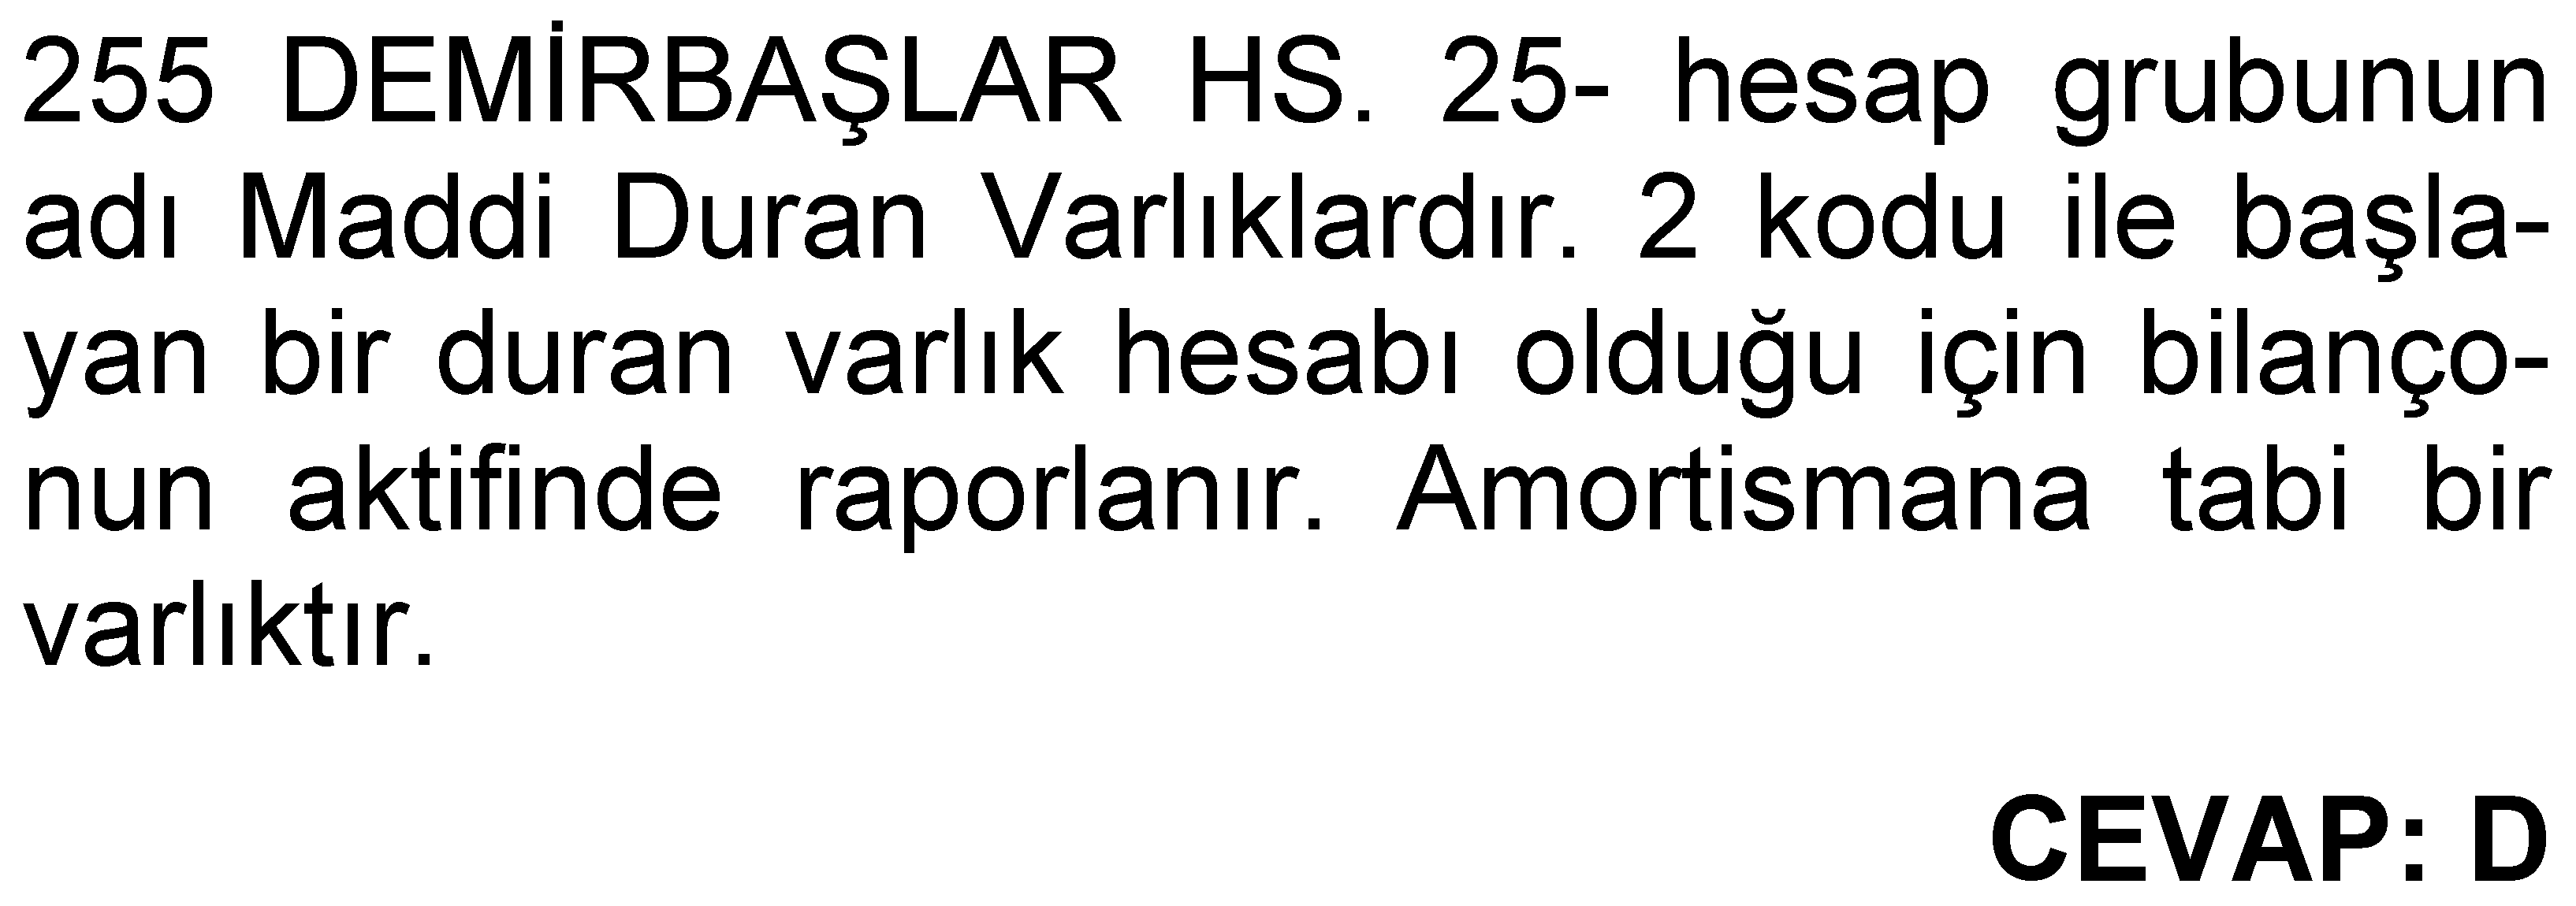 255 DEMİRBAŞLAR HS. 25- hesap grubunun
adı Maddi Duran Varlıklardır. 2 kodu ile başla-
yan bir duran varlık hesabı olduğu için bilanço-
nun aktifinde raporlanır. Amortismana tabi bir
varlıktır.
CEVAP: D